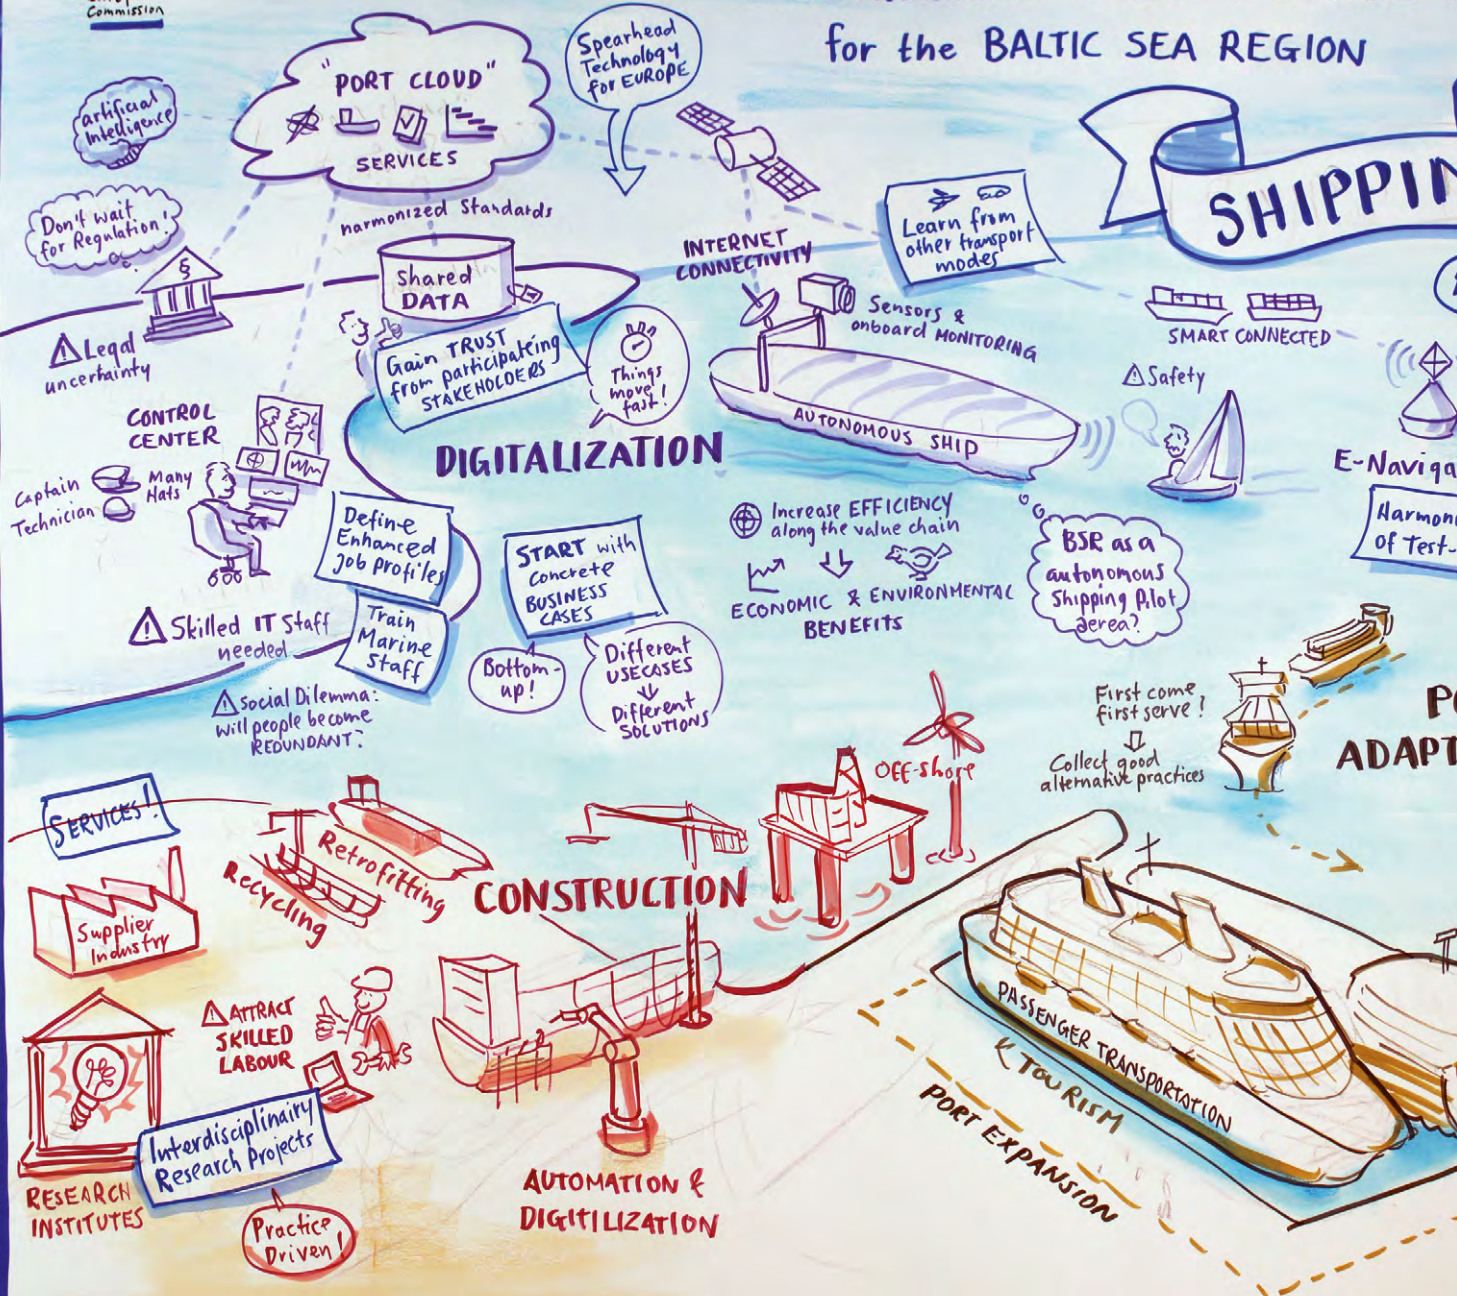 Commission
for the BALTIC SEA REGION
"PORT CLOUD"
SERVICES
Spearhead
Technology
for EUROPE
artificial
Intelligence
Don't wait
for Regulation!
§
Legal
uncertainty
harmonized Standards
Shared
DATA
Gain TRUST
from participateing
STAKEHOLDERS
Things
move
fast!
DIGITALIZATION
INTERNET
CONNECTIVITY
Sensors &
onboard MONITORING
AUTONOMOUS SHIP
Learn from
other transport
modes
SHIPPIN
SMART CONNECTED
Safety
E-Naviga
Harmoni
of Test-
CONTROL
CENTER
Captain
Technician
Many
Hats
Define
Enhanced
Job profiles
Train
Marine
Staff
Skilled IT Staff
needed
Social Dilemma:
Will people become
REDUNDANT?
START with
concrete
BUSINESS
CASES
Bottom-
up!
Different
USECASES
Different
SOLUTIONS
Increase EFFICIENCY
along the value chain
ECONOMIC & ENVIRONMENTAL
BENEFITS
BSR as a
autonomous
Shipping Pilot
aerea?
First come
first serve?
Collect good
alternative practices
PO
ADAPT
SERVICES!
Supplier
Industry
Recycling
Retrofitting
CONSTRUCTION
OFF-shore
ATTRACT
SKILLED
LABOUR
RESEARCH
INSTITUTES
Interdisciplinairy
Research Projects
Practice
Driven!
AUTOMATION &
DIGITILIZATION
PASSENGER TRANSPORTATION
& TOURISM
PORT EXPANSION